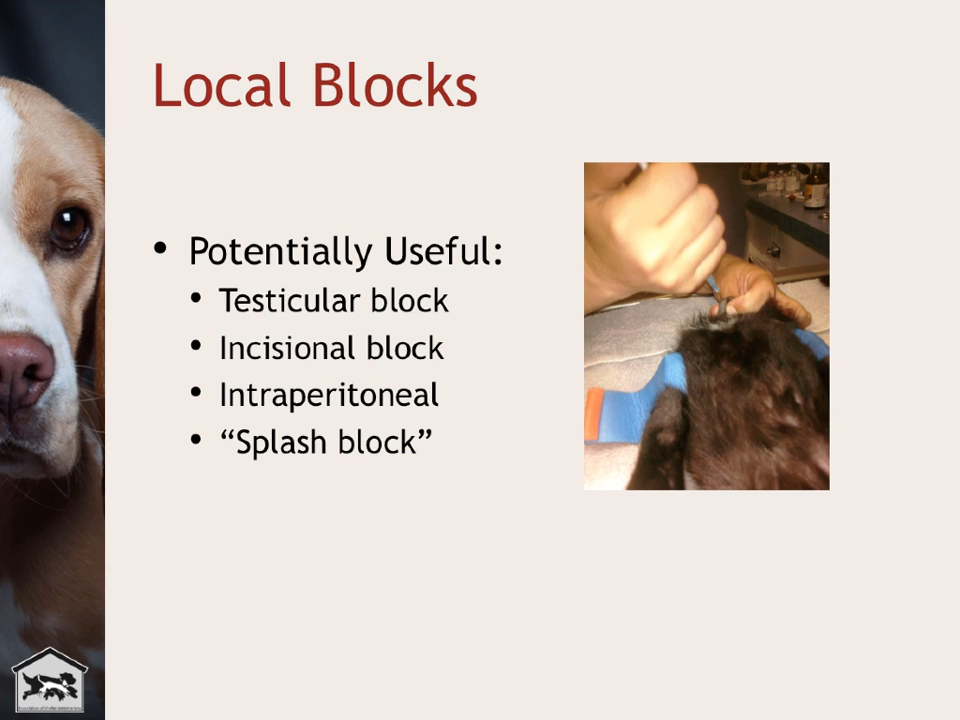 Local Blocks
• Potentially Useful:
• Testicular block
• Incisional block
• Intraperitoneal
• “Splash block”